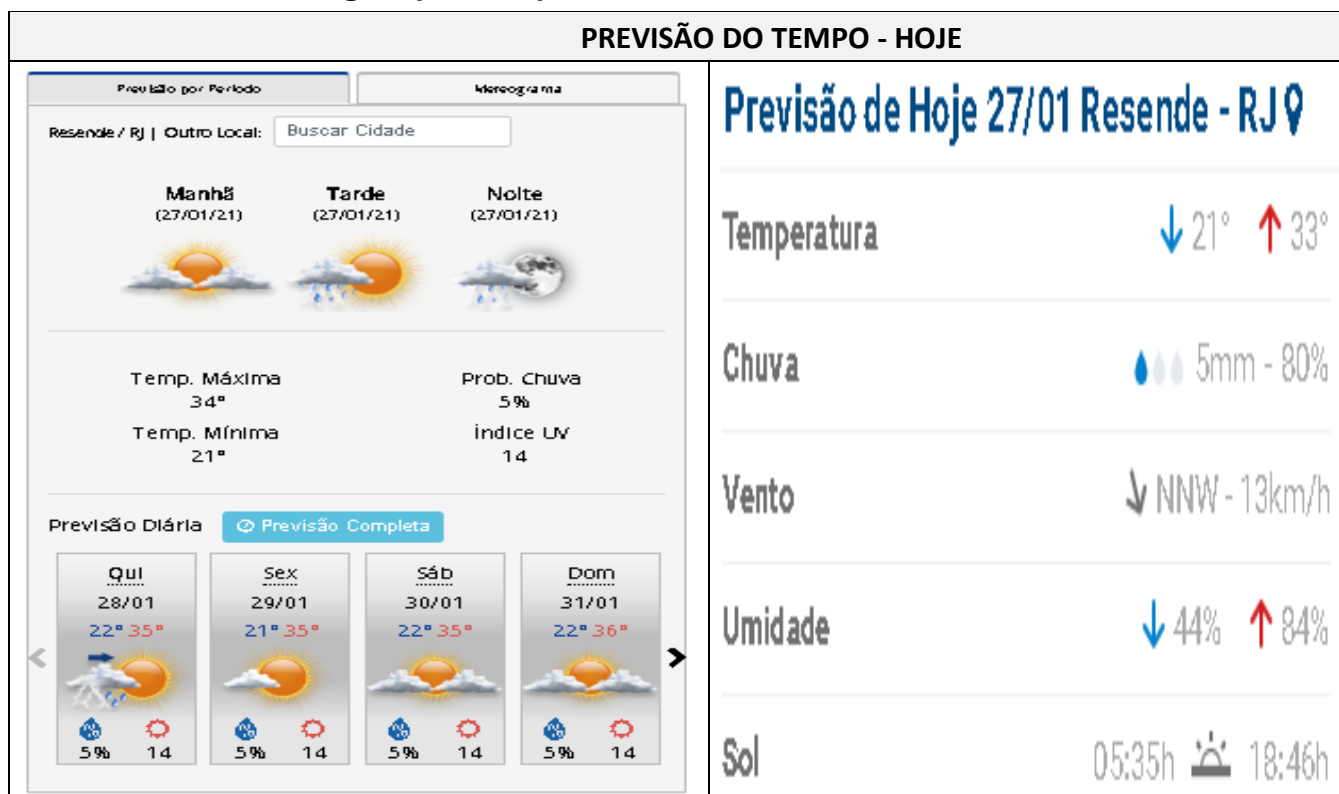 PREVISÃO DO TEMPO - HOJE
Previsão por Período
Meteograma
Resende / RJ | Outro Local: Buscar Cidade
Manhã Tarde Noite
(27/01/21) (27/01/21) (27/01/21)
Temp. Máxima Prob. Chuva
34° 5%
Temp. Mínima Índice UV
21° 14
Previsão Diária Previsão Completa
Qui Sex Sáb Dom
28/01 29/01 30/01 31/01
22° 35° 21° 35° 22° 35° 22° 36°
5% 14 5% 14 5% 14 5% 14
Previsão de Hoje 27/01 Resende - RJ
Temperatura 21° 33°
Chuva 5mm - 80%
Vento NNW - 13km/h
Umidade 44% 84%
Sol 05:35h 18:46h